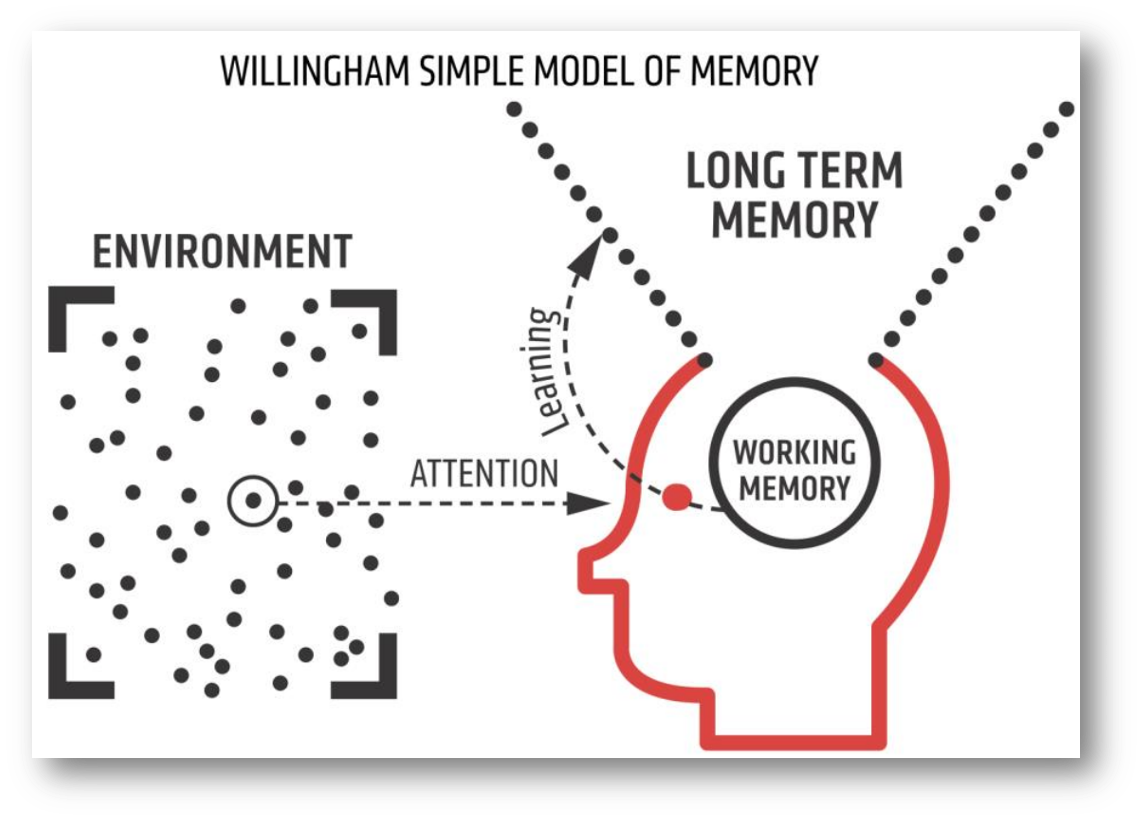 WILLINGHAM SIMPLE MODEL OF MEMORY
LONG TERM
MEMORY
ENVIRONMENT
Learning
ATTENTION
WORKING
MEMORY